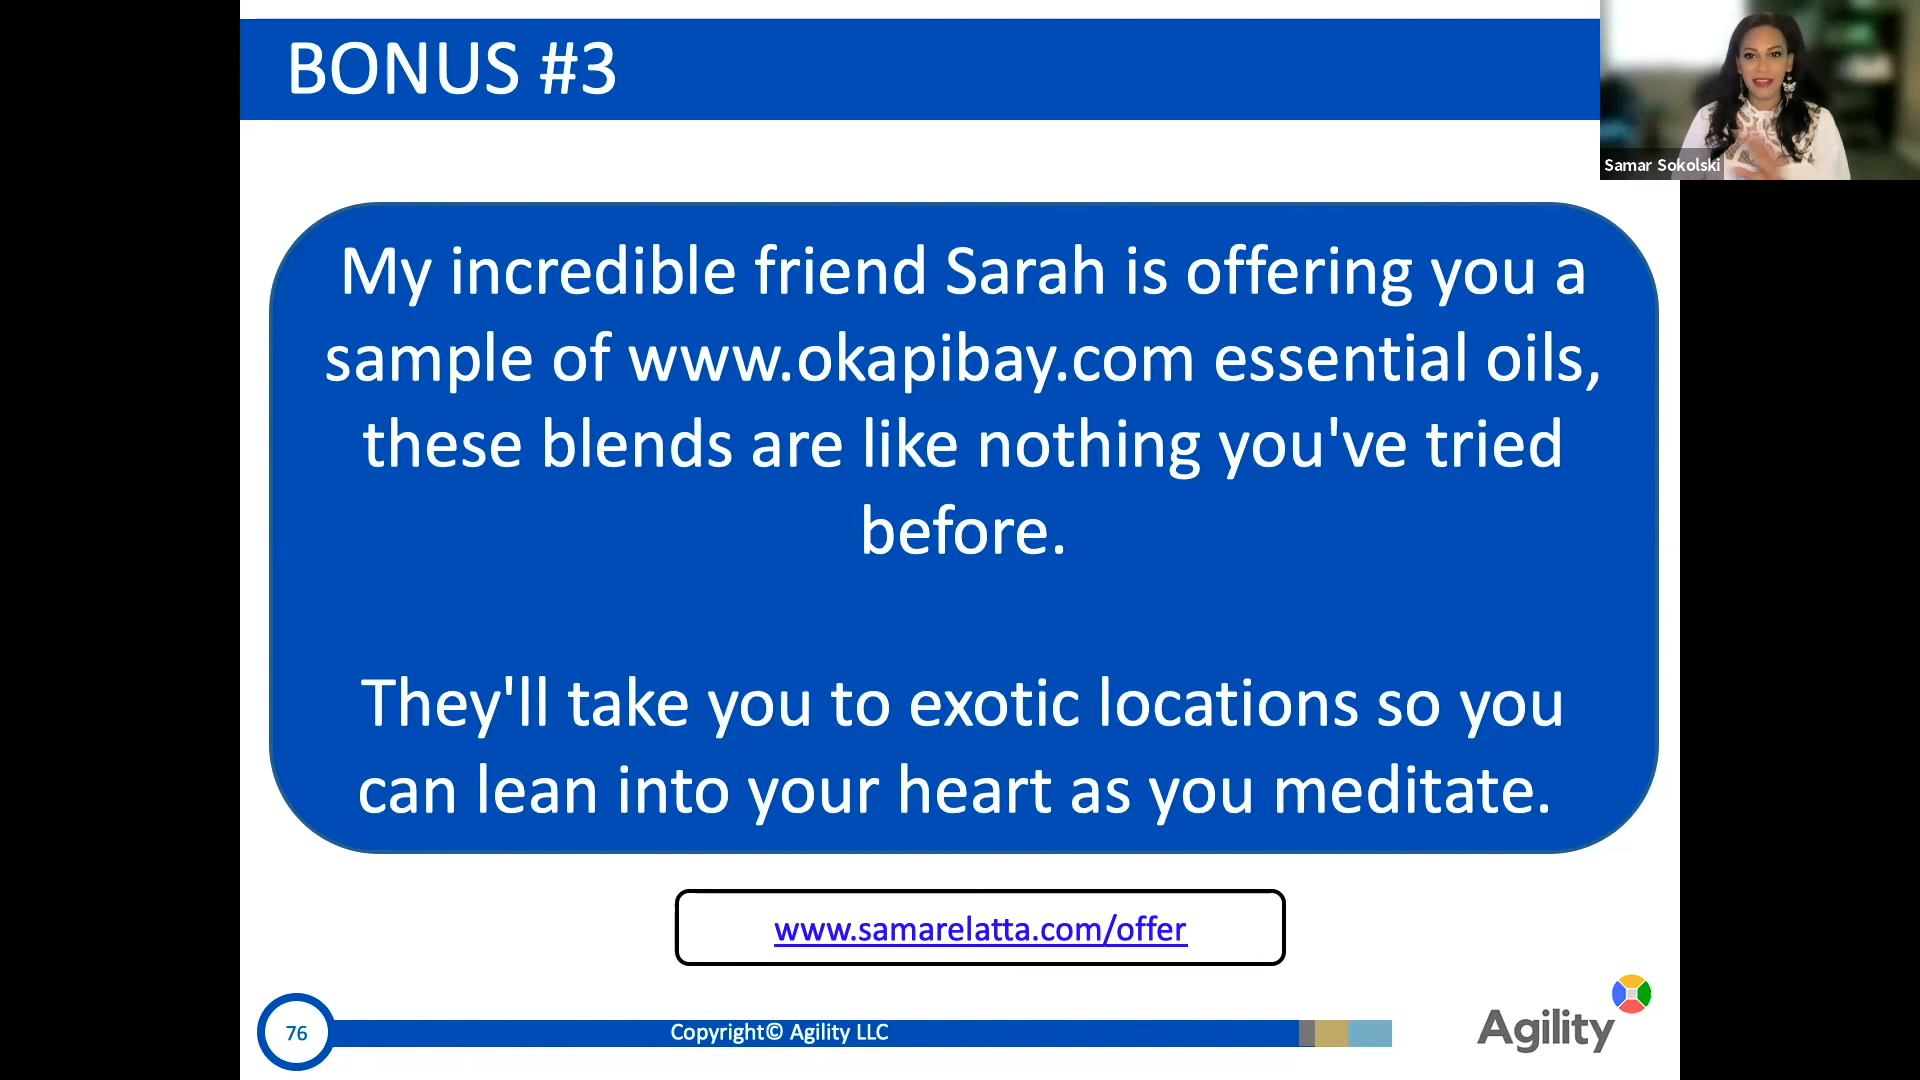 BONUS #3
Samar Sokolski
My incredible friend Sarah is offering you a
sample of www.okapibay.com essential oils,
these blends are like nothing you've tried
before.
They'll take you to exotic locations so you
can lean into your heart as you meditate.
www.samarelatta.com/offer
76
Copyright© Agility LLC
Agility